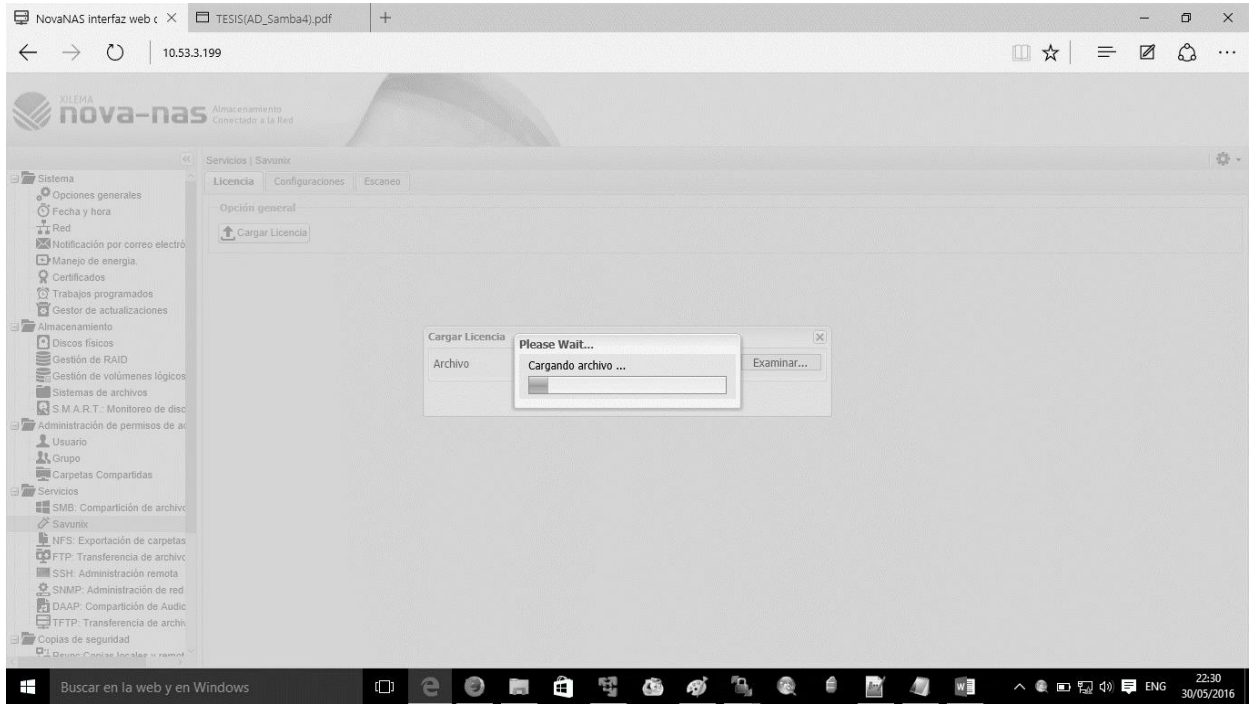 NovaNAS interfaz web c
TESIS(AD_Samba4).pdf
10.53.3.199
XILEMA
nova-nas
Almacenamiento
Conectado a la Red
Sistema
Opciones generales
Fecha y hora
Red
Notificación por correo electró
Manejo de energia.
Certificados
Trabajos programados
Gestor de actualizaciones
Almacenamiento
Discos físicos
Gestión de RAID
Gestión de volúmenes lógicos
Sistemas de archivos
S.M.A.R.T.: Monitoreo de disc
Administración de permisos de ac
Usuario
Grupo
Carpetas Compartidas
Servicios
SMB: Compartición de archivo
Savunix
NFS: Exportación de carpetas
FTP: Transferencia de archivo
SSH: Administración remota
SNMP: Administración de red
DAAP: Compartición de Audio
TFTP: Transferencia de archiv
Copias de seguridad
Rsync: Copias locales y remot
Servicios | Savunix
Licencia Configuraciones Escaneo
Opción general
Cargar Licencia
Cargar Licencia
Archivo
Examinar...
Please Wait...
Cargando archivo ...
Buscar en la web y en Windows
ENG
22:30
30/05/2016